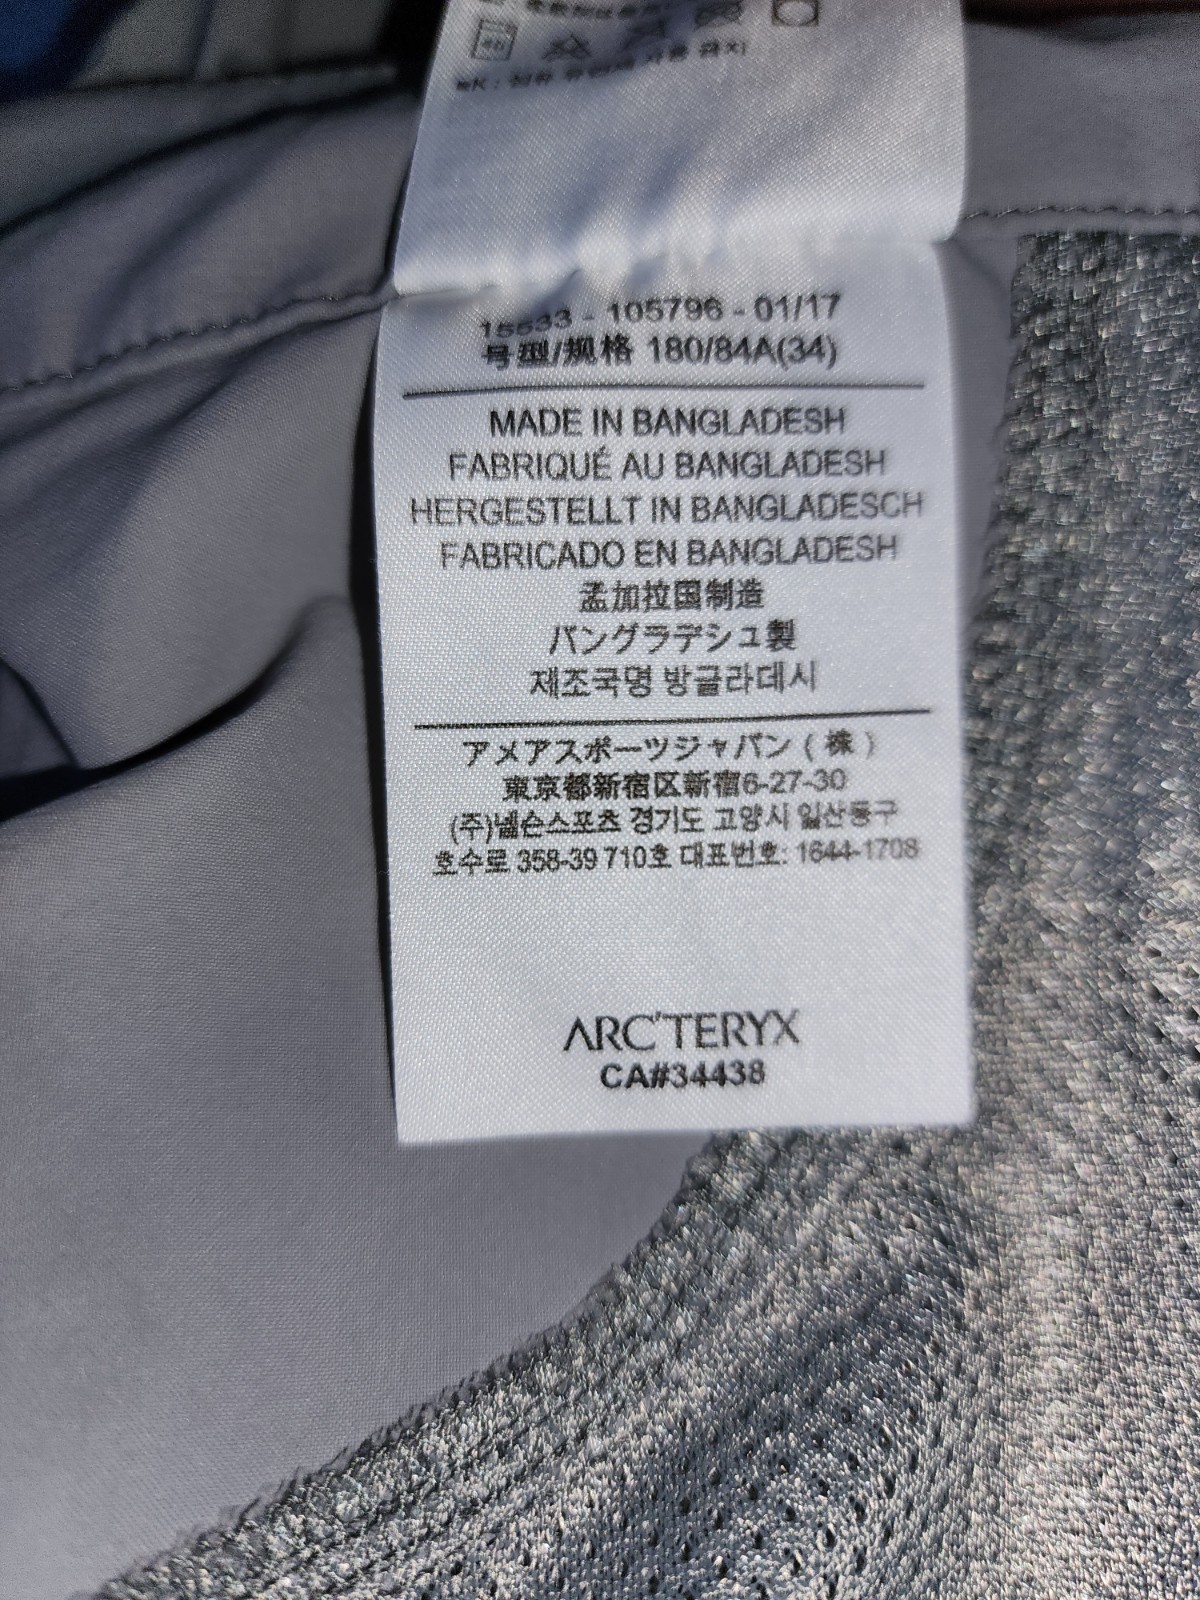 15533 - 105796 - 01/17
号型/规格 180/84A(34)
MADE IN BANGLADESH
FABRIQUÉ AU BANGLADESH
HERGESTELLT IN BANGLADESCH
FABRICADO EN BANGLADESH
孟加拉国制造
バングラデシュ製
제조국명 방글라데시
アメアスポーツジャパン (株)
東京都新宿区新宿6-27-30
(주)넬슨스포츠 경기도 고양시 일산동구
호수로 358-39 710호 대표번호: 1644-1708
ARC'TERYX
CA#34438